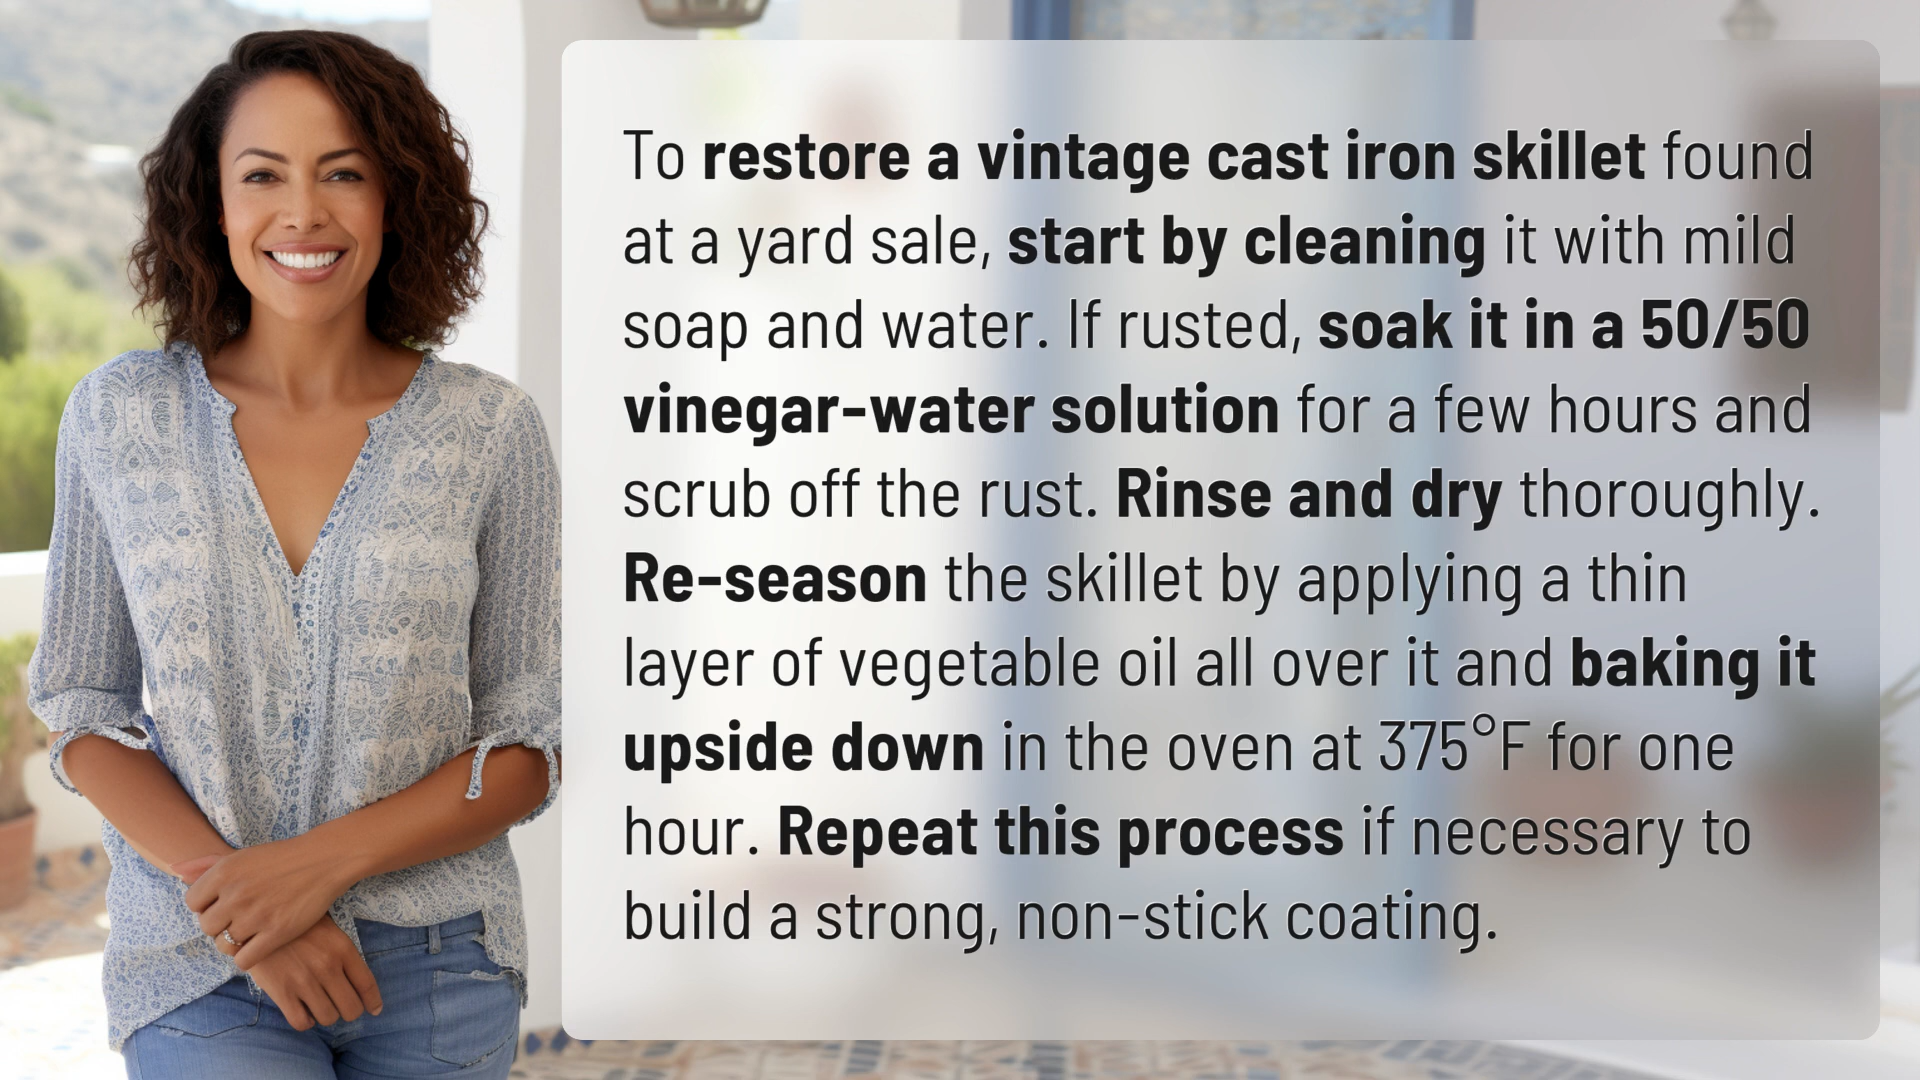 To restore a vintage cast iron skillet found
at a yard sale, start by cleaning it with mild
soap and water. If rusted, soak it in a 50/50
vinegar-water solution for a few hours and
scrub off the rust. Rinse and dry thoroughly.
Re-season the skillet by applying a thin
layer of vegetable oil all over it and baking it
upside down in the oven at 375°F for one
hour. Repeat this process if necessary to
build a strong, non-stick coating.